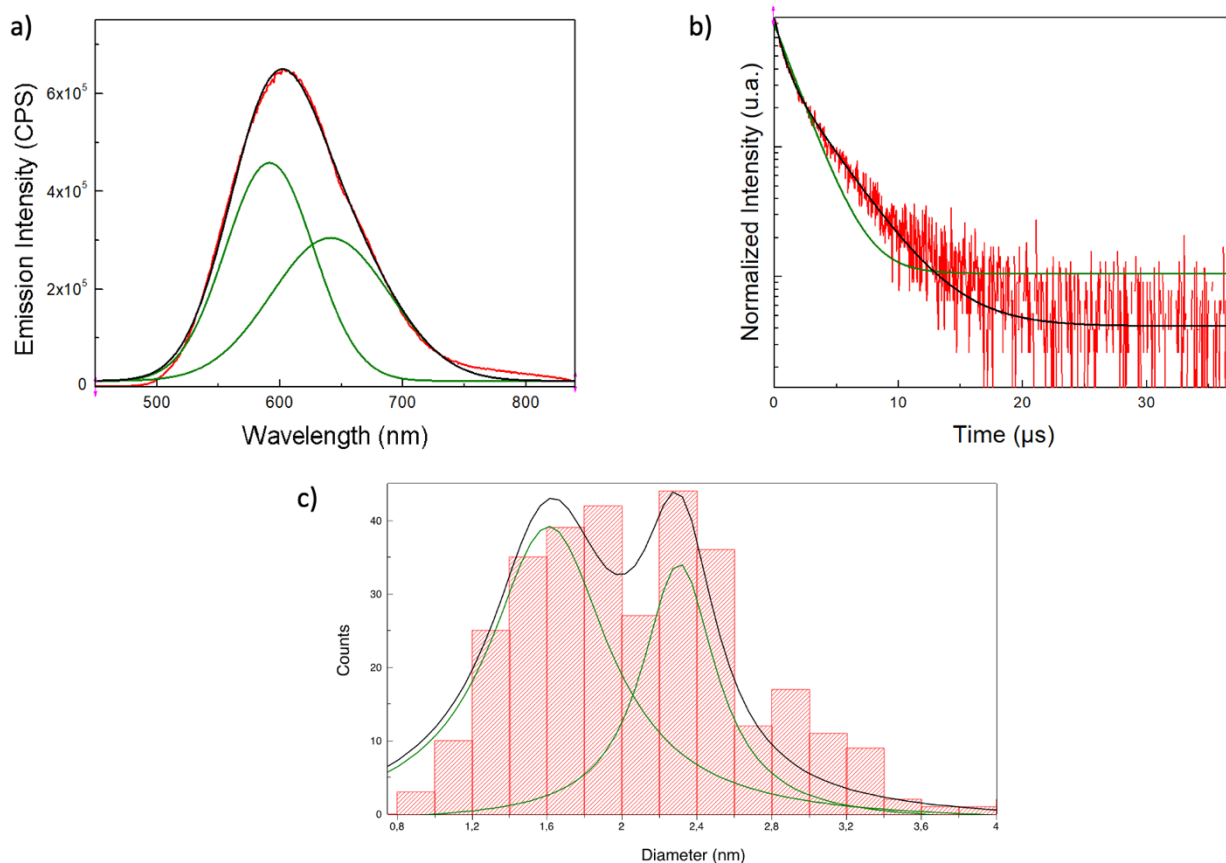 a)
Emission Intensity (CPS)
6x10⁵
4x10⁵
2x10⁵
0
500 600 700 800
Wavelength (nm)
b)
Normalized Intensity (u.a.)
0 10 20 30
Time (µs)
c)
Counts
40
30
20
10
0
0,8 1,2 1,6 2 2,4 2,8 3,2 3,6 4
Diameter (nm)